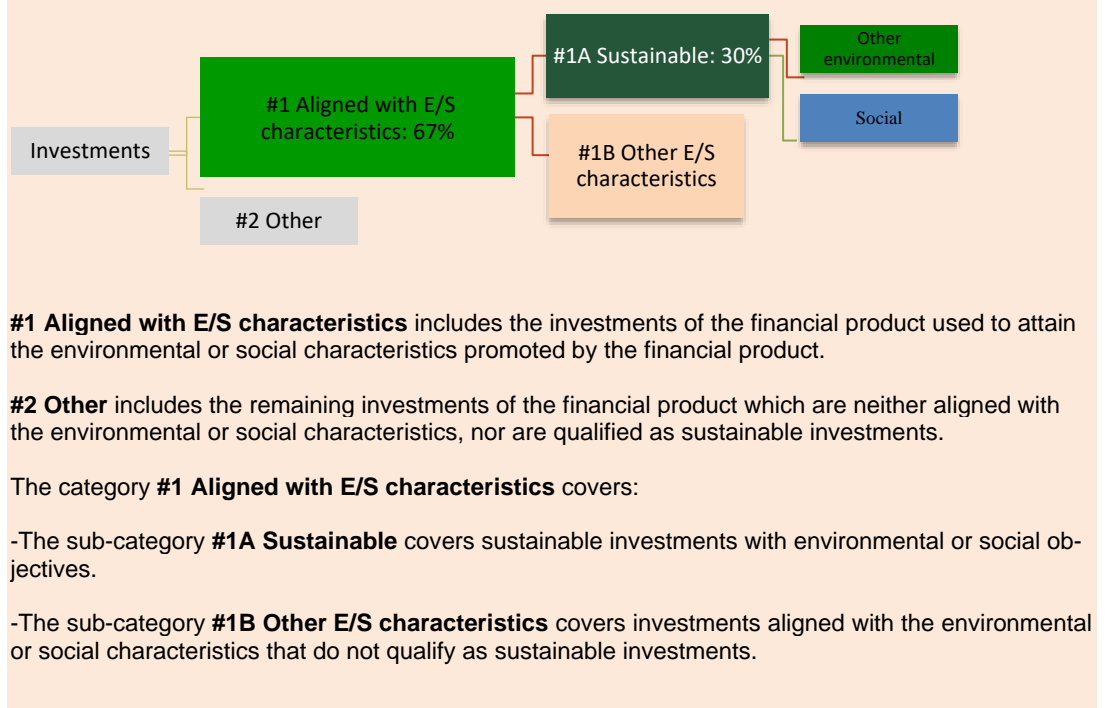 Investments
#1 Aligned with E/S
characteristics: 67%
#2 Other
#1A Sustainable: 30%
#1B Other E/S
characteristics
Other
environmental
Social
#1 Aligned with E/S characteristics includes the investments of the financial product used to attain
the environmental or social characteristics promoted by the financial product.
#2 Other includes the remaining investments of the financial product which are neither aligned with
the environmental or social characteristics, nor are qualified as sustainable investments.
The category #1 Aligned with E/S characteristics covers:
-The sub-category #1A Sustainable covers sustainable investments with environmental or social ob-
jectives.
-The sub-category #1B Other E/S characteristics covers investments aligned with the environmental
or social characteristics that do not qualify as sustainable investments.